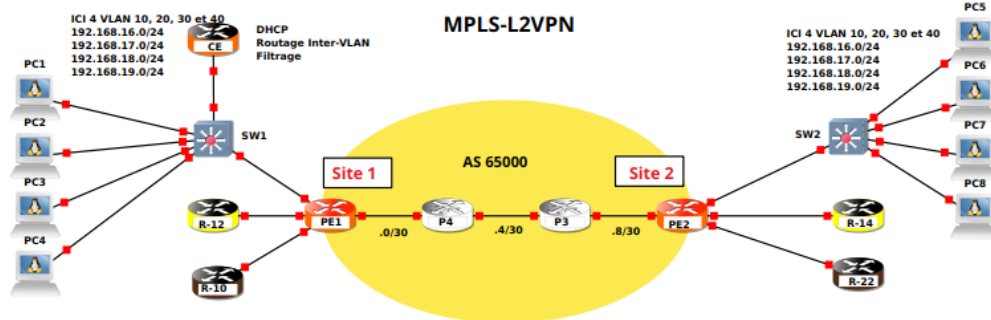 MPLS-L2VPN
ICI 4 VLAN 10, 20, 30 et 40
192.168.16.0/24
192.168.17.0/24
192.168.18.0/24
192.168.19.0/24
CE
DHCP
Routage Inter-VLAN
Filtrage
PC1
PC2
PC3
PC4
SW1
Site 1
AS 65000
Site 2
R-12
PE1
.0/30
P4
.4/30
P3
.8/30
PE2
R-14
R-10
R-22
ICI 4 VLAN 10, 20, 30 et 40
192.168.16.0/24
192.168.17.0/24
192.168.18.0/24
192.168.19.0/24
SW2
PC5
PC6
PC7
PC8